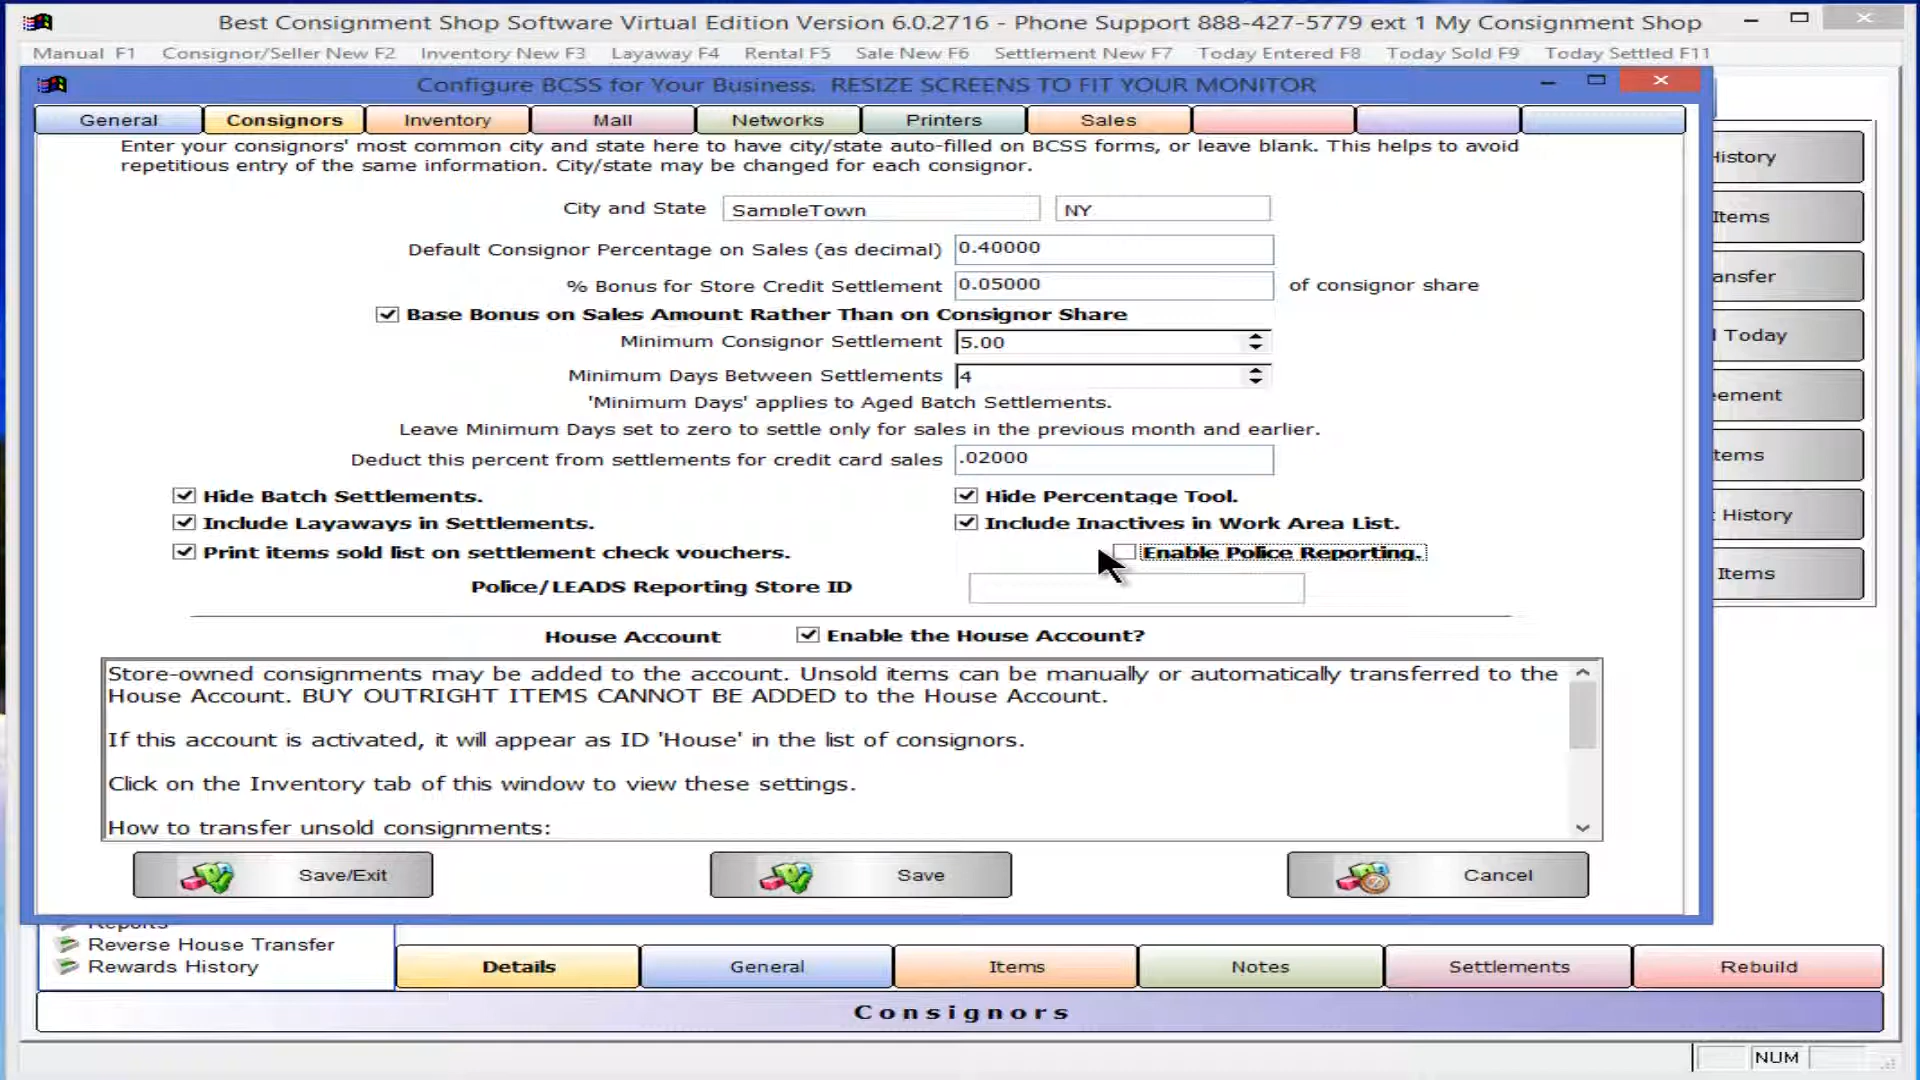 Best Consignment Shop Software Virtual Edition Version 6.0.2716 - Phone Support 888-427-5779 ext 1 My Consignment Shop
Manual F1 Consignor/Seller New F2 Inventory New F3 Layaway F4 Rental F5 Sale New F6 Settlement New F7 Today Entered F8 Today Sold F9 Today Settled F11
Configure BCSS for Your Business. RESIZE SCREENS TO FIT YOUR MONITOR
General Consignors Inventory Mall Networks Printers Sales
Enter your consignors' most common city and state here to have city/state auto-filled on BCSS forms, or leave blank. This helps to avoid
repetitious entry of the same information. City/state may be changed for each consignor.
City and State SampleTown NY
Default Consignor Percentage on Sales (as decimal) 0.40000
% Bonus for Store Credit Settlement 0.05000 of consignor share
Base Bonus on Sales Amount Rather Than on Consignor Share
Minimum Consignor Settlement 5.00
Minimum Days Between Settlements 4
'Minimum Days' applies to Aged Batch Settlements.
Leave Minimum Days set to zero to settle only for sales in the previous month and earlier.
Deduct this percent from settlements for credit card sales .02000
Hide Batch Settlements. Hide Percentage Tool.
Include Layaways in Settlements. Include Inactives in Work Area List.
Print items sold list on settlement check vouchers. Enable Police Reporting.
Police/LEADS Reporting Store ID
House Account Enable the House Account?
Store-owned consignments may be added to the account. Unsold items can be manually or automatically transferred to the
House Account. BUY OUTRIGHT ITEMS CANNOT BE ADDED to the House Account.
If this account is activated, it will appear as ID 'House' in the list of consignors.
Click on the Inventory tab of this window to view these settings.
How to transfer unsold consignments:
Save/Exit Save Cancel
History
Items
ansfer
Today
ement
tems
History
Items
Reports
Reverse House Transfer
Rewards History
Details General Items Notes Settlements Rebuild
Consignors
NUM